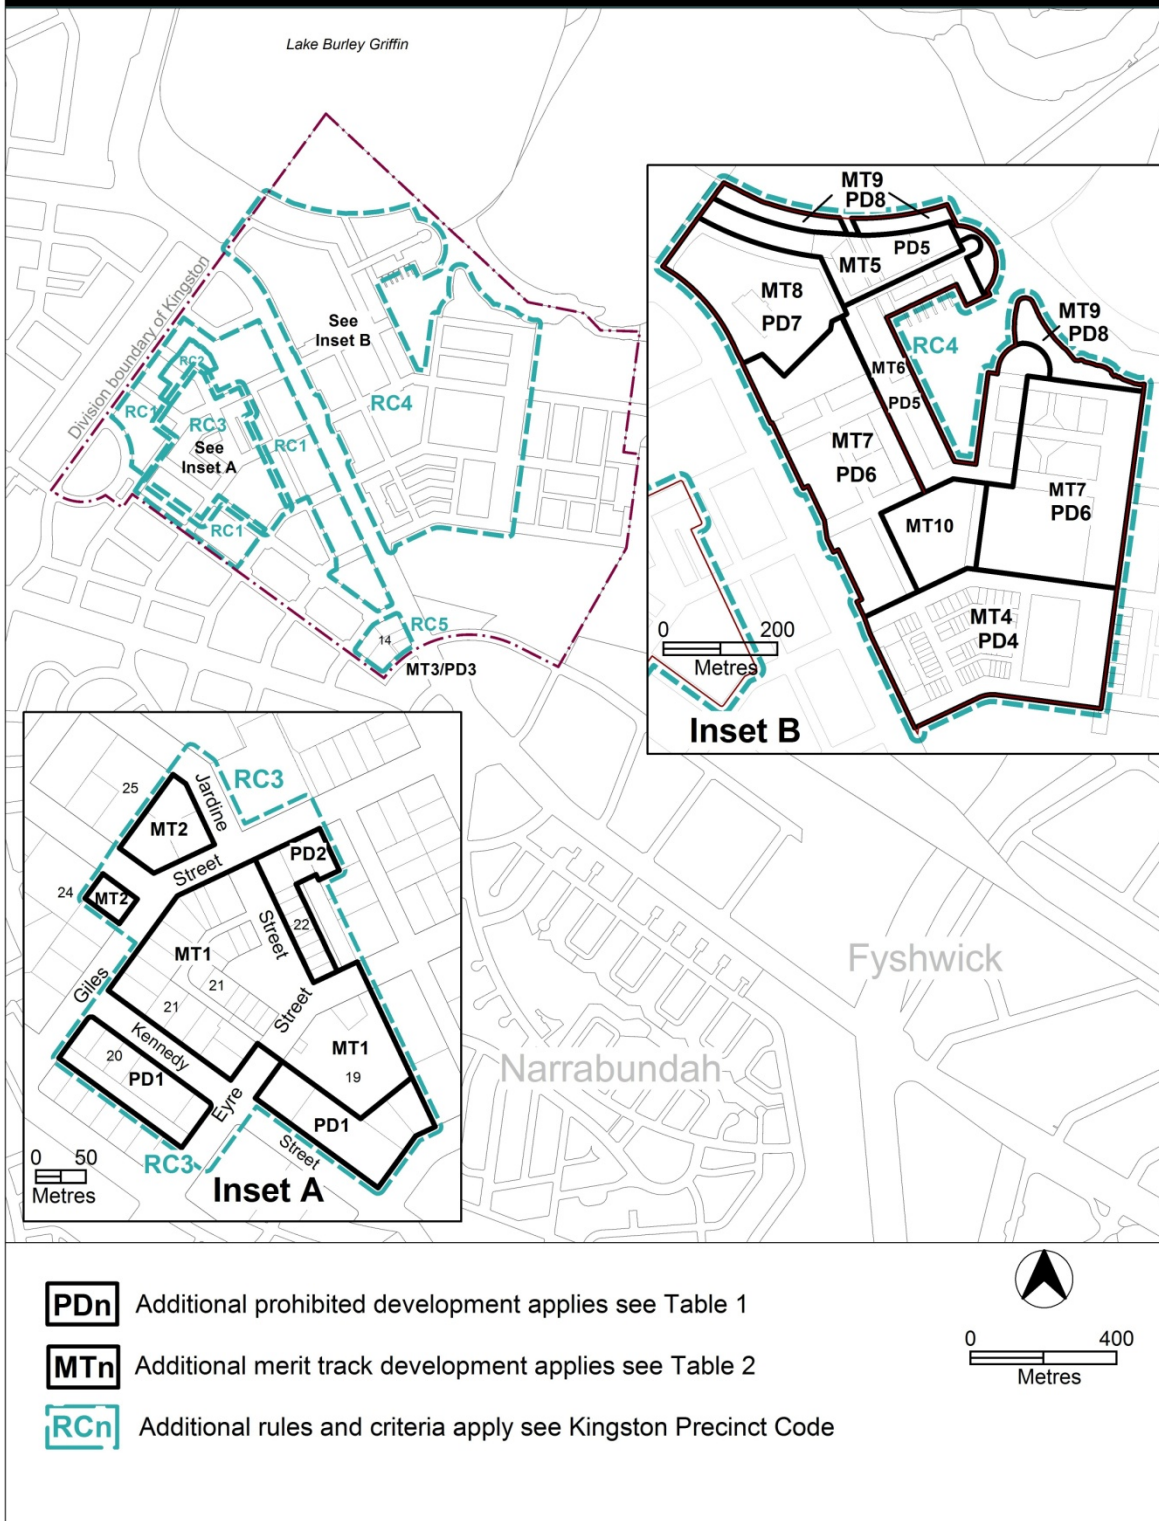 Lake Burley Griffin
Division boundary of Kingston
See
Inset B
RC2
RC1
RC3
See
Inset A
RC1
RC4
RC1
RC5
14
MT3/PD3
MT9
PD8
PD5
MT5
MT8
PD7
MT9
PD8
RC4
MT6
PD5
MT7
PD6
MT7
PD6
MT10
MT4
PD4
0 200
Metres
Inset B
RC3
25
Jardine
MT2
Street
PD2
24
MT2
22
Street
MT1
Giles
21
21
Street
Kennedy
20
PD1
MT1
19
Eyre
PD1
Street
RC3
0 50
Metres
Inset A
Fyshwick
Narrabundah
PDn Additional prohibited development applies see Table 1
MTn Additional merit track development applies see Table 2
RCn Additional rules and criteria apply see Kingston Precinct Code
0 400
Metres